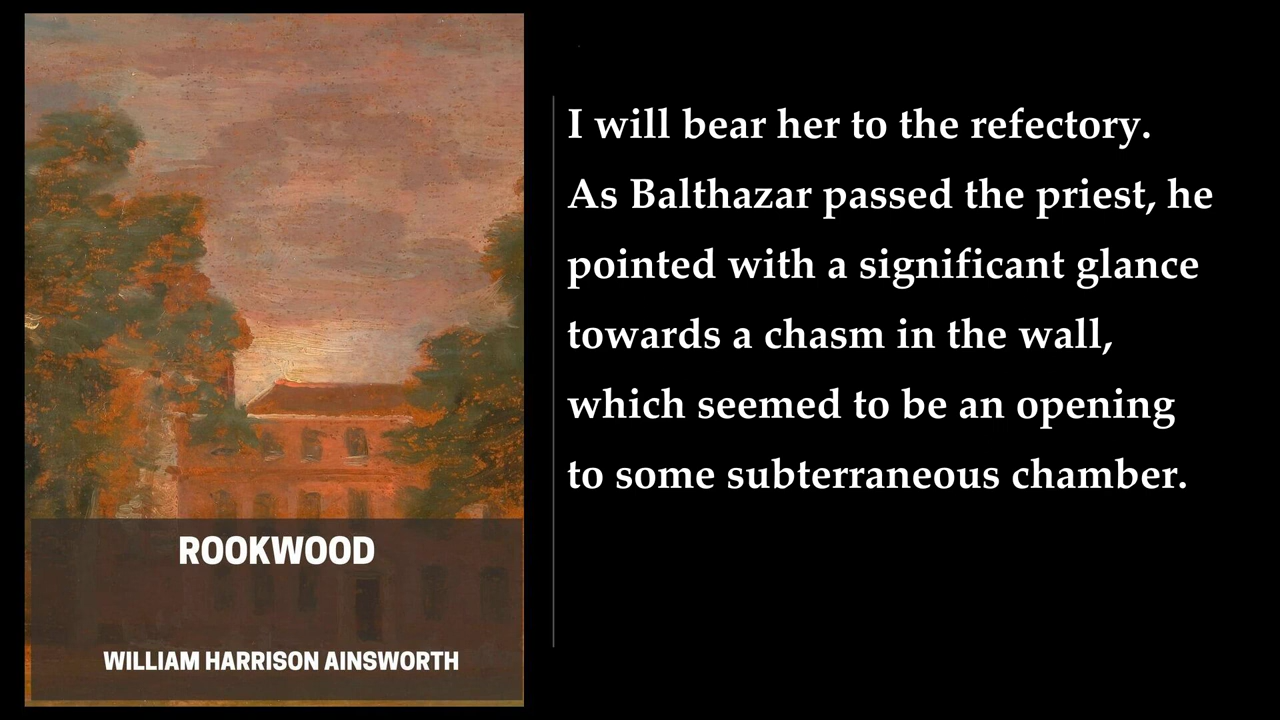 I will bear her to the refectory.
As Balthazar passed the priest, he
pointed with a significant glance
towards a chasm in the wall,
which seemed to be an opening
to some subterraneous chamber.
ROOKWOOD
WILLIAM HARRISON AINSWORTH